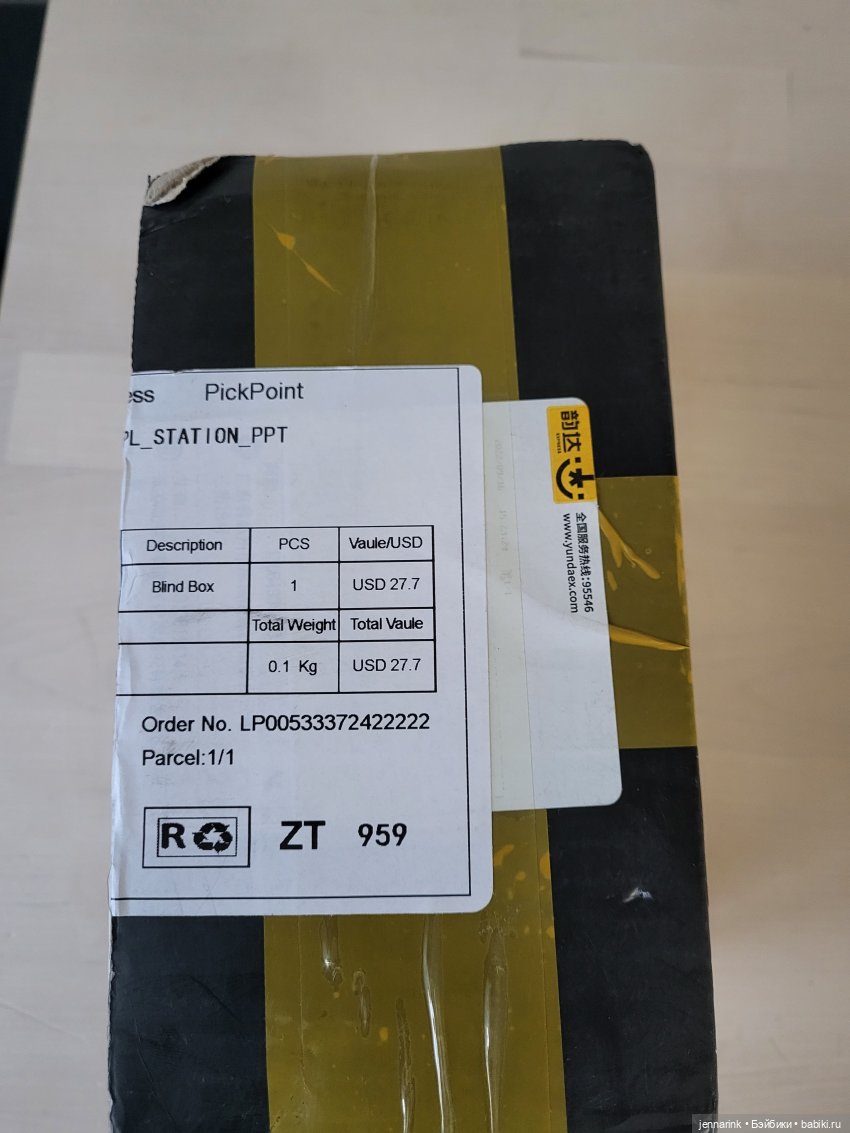 ess PickPoint
PL_STATION_PPT
Description PCS Vaule/USD
Blind Box 1 USD 27.7
Total Weight Total Vaule
0.1 Kg USD 27.7
Order No. LP00533372422222
Parcel:1/1
R ZT 959
韵达
EXPRESS
全国服务热线:95546
www.yundaex.com
jennarink • Бэйбики • babiki.ru